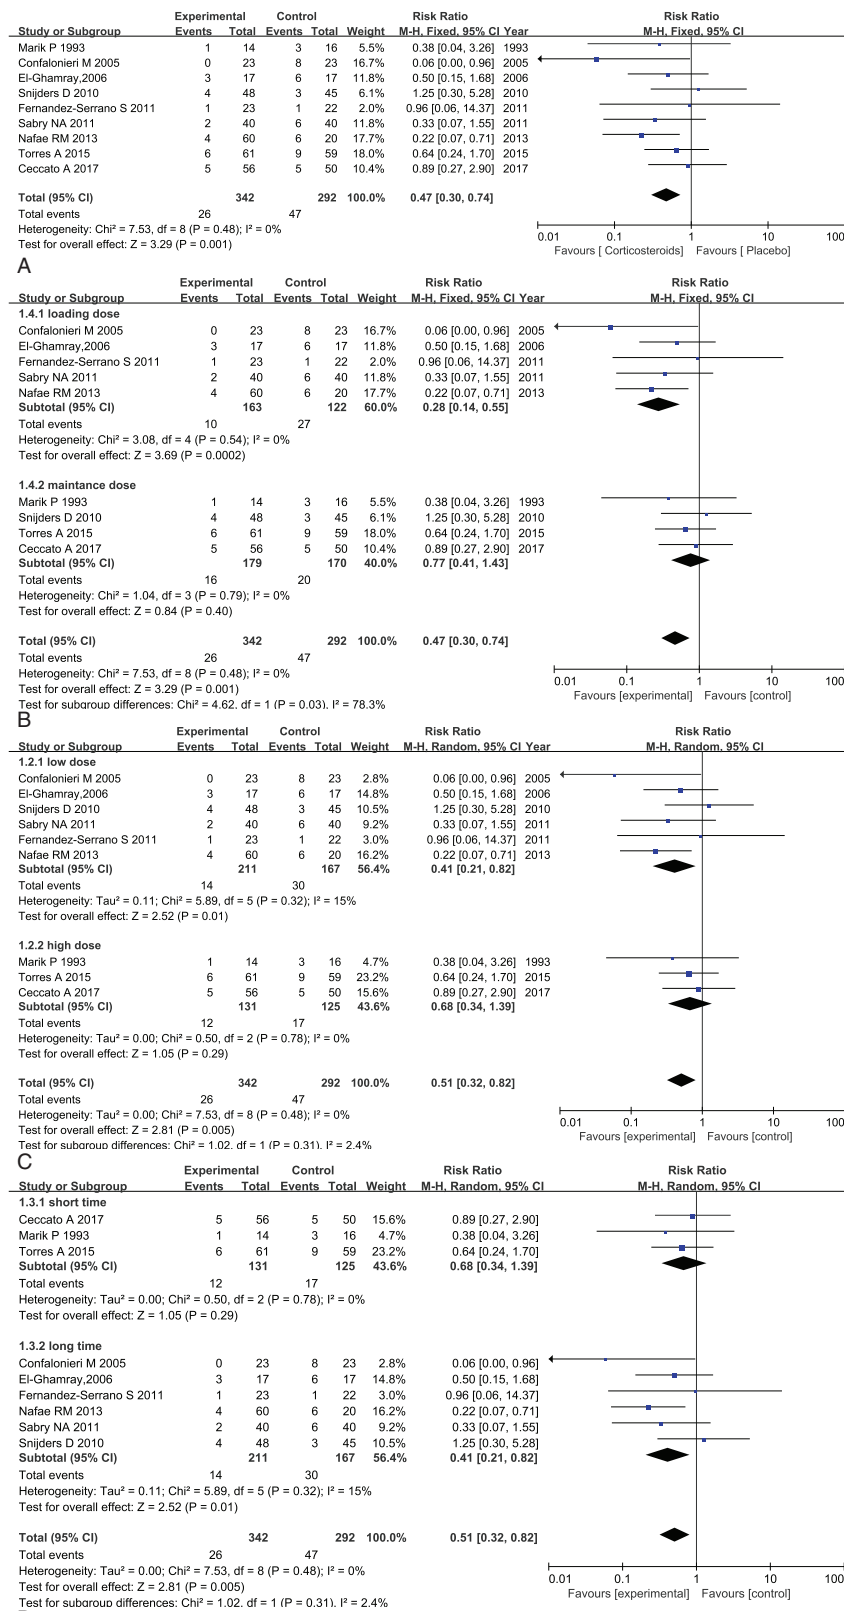 Experimental Control Risk Ratio Risk Ratio
Study or Subgroup Events Total Events Total Weight M-H, Fixed, 95% CI Year M-H, Fixed, 95% CI
Marik P 1993 1 14 3 16 5.5% 0.38 [0.04, 3.26] 1993
Confalonieri M 2005 0 23 8 23 16.7% 0.06 [0.00, 0.96] 2005
El-Ghamray,2006 3 17 6 17 11.8% 0.50 [0.15, 1.68] 2006
Snijders D 2010 4 48 3 45 6.1% 1.25 [0.30, 5.28] 2010
Fernandez-Serrano S 2011 1 23 1 22 2.0% 0.96 [0.06, 14.37] 2011
Sabry NA 2011 2 40 6 40 11.8% 0.33 [0.07, 1.55] 2011
Nafae RM 2013 4 60 6 20 17.7% 0.22 [0.07, 0.71] 2013
Torres A 2015 6 61 9 59 18.0% 0.64 [0.24, 1.70] 2015
Ceccato A 2017 5 56 5 50 10.4% 0.89 [0.27, 2.90] 2017
Total (95% CI) 342 292 100.0% 0.47 [0.30, 0.74]
Total events 26 47
Heterogeneity: Chi² = 7.53, df = 8 (P = 0.48); I² = 0%
Test for overall effect: Z = 3.29 (P = 0.001)
0.01 0.1 1 10 100
Favours [ Corticosteroids] Favours [ Placebo]
A
Experimental Control Risk Ratio Risk Ratio
Study or Subgroup Events Total Events Total Weight M-H, Fixed, 95% CI Year M-H, Fixed, 95% CI
1.4.1 loading dose
Confalonieri M 2005 0 23 8 23 16.7% 0.06 [0.00, 0.96] 2005
El-Ghamray,2006 3 17 6 17 11.8% 0.50 [0.15, 1.68] 2006
Fernandez-Serrano S 2011 1 23 1 22 2.0% 0.96 [0.06, 14.37] 2011
Sabry NA 2011 2 40 6 40 11.8% 0.33 [0.07, 1.55] 2011
Nafae RM 2013 4 60 6 20 17.7% 0.22 [0.07, 0.71] 2013
Subtotal (95% CI) 163 122 60.0% 0.28 [0.14, 0.55]
Total events 10 27
Heterogeneity: Chi² = 3.08, df = 4 (P = 0.54); I² = 0%
Test for overall effect: Z = 3.69 (P = 0.0002)
1.4.2 maintance dose
Marik P 1993 1 14 3 16 5.5% 0.38 [0.04, 3.26] 1993
Snijders D 2010 4 48 3 45 6.1% 1.25 [0.30, 5.28] 2010
Torres A 2015 6 61 9 59 18.0% 0.64 [0.24, 1.70] 2015
Ceccato A 2017 5 56 5 50 10.4% 0.89 [0.27, 2.90] 2017
Subtotal (95% CI) 179 170 40.0% 0.77 [0.41, 1.43]
Total events 16 20
Heterogeneity: Chi² = 1.04, df = 3 (P = 0.79); I² = 0%
Test for overall effect: Z = 0.84 (P = 0.40)
Total (95% CI) 342 292 100.0% 0.47 [0.30, 0.74]
Total events 26 47
Heterogeneity: Chi² = 7.53, df = 8 (P = 0.48); I² = 0%
Test for overall effect: Z = 3.29 (P = 0.001)
Test for subgroup differences: Chi² = 4.62, df = 1 (P = 0.03), I² = 78.3%
0.01 0.1 1 10 100
Favours [experimental] Favours [control]
B
Experimental Control Risk Ratio Risk Ratio
Study or Subgroup Events Total Events Total Weight M-H, Random, 95% CI Year M-H, Random, 95% CI
1.2.1 low dose
Confalonieri M 2005 0 23 8 23 2.8% 0.06 [0.00, 0.96] 2005
El-Ghamray,2006 3 17 6 17 14.8% 0.50 [0.15, 1.68] 2006
Snijders D 2010 4 48 3 45 10.5% 1.25 [0.30, 5.28] 2010
Sabry NA 2011 2 40 6 40 9.2% 0.33 [0.07, 1.55] 2011
Fernandez-Serrano S 2011 1 23 1 22 3.0% 0.96 [0.06, 14.37] 2011
Nafae RM 2013 4 60 6 20 16.2% 0.22 [0.07, 0.71] 2013
Subtotal (95% CI) 211 167 56.4% 0.41 [0.21, 0.82]
Total events 14 30
Heterogeneity: Tau² = 0.11; Chi² = 5.89, df = 5 (P = 0.32); I² = 15%
Test for overall effect: Z = 2.52 (P = 0.01)
1.2.2 high dose
Marik P 1993 1 14 3 16 4.7% 0.38 [0.04, 3.26] 1993
Torres A 2015 6 61 9 59 23.2% 0.64 [0.24, 1.70] 2015
Ceccato A 2017 5 56 5 50 15.6% 0.89 [0.27, 2.90] 2017
Subtotal (95% CI) 131 125 43.6% 0.68 [0.34, 1.39]
Total events 12 17
Heterogeneity: Tau² = 0.00; Chi² = 0.50, df = 2 (P = 0.78); I² = 0%
Test for overall effect: Z = 1.05 (P = 0.29)
Total (95% CI) 342 292 100.0% 0.51 [0.32, 0.82]
Total events 26 47
Heterogeneity: Tau² = 0.00; Chi² = 7.53, df = 8 (P = 0.48); I² = 0%
Test for overall effect: Z = 2.81 (P = 0.005)
Test for subgroup differences: Chi² = 1.02, df = 1 (P = 0.31), I² = 2.4%
0.01 0.1 1 10 100
Favours [experimental] Favours [control]
C
Experimental Control Risk Ratio Risk Ratio
Study or Subgroup Events Total Events Total Weight M-H, Random, 95% CI M-H, Random, 95% CI
1.3.1 short time
Ceccato A 2017 5 56 5 50 15.6% 0.89 [0.27, 2.90]
Marik P 1993 1 14 3 16 4.7% 0.38 [0.04, 3.26]
Torres A 2015 6 61 9 59 23.2% 0.64 [0.24, 1.70]
Subtotal (95% CI) 131 125 43.6% 0.68 [0.34, 1.39]
Total events 12 17
Heterogeneity: Tau² = 0.00; Chi² = 0.50, df = 2 (P = 0.78); I² = 0%
Test for overall effect: Z = 1.05 (P = 0.29)
1.3.2 long time
Confalonieri M 2005 0 23 8 23 2.8% 0.06 [0.00, 0.96]
El-Ghamray,2006 3 17 6 17 14.8% 0.50 [0.15, 1.68]
Fernandez-Serrano S 2011 1 23 1 22 3.0% 0.96 [0.06, 14.37]
Nafae RM 2013 4 60 6 20 16.2% 0.22 [0.07, 0.71]
Sabry NA 2011 2 40 6 40 9.2% 0.33 [0.07, 1.55]
Snijders D 2010 4 48 3 45 10.5% 1.25 [0.30, 5.28]
Subtotal (95% CI) 211 167 56.4% 0.41 [0.21, 0.82]
Total events 14 30
Heterogeneity: Tau² = 0.11; Chi² = 5.89, df = 5 (P = 0.32); I² = 15%
Test for overall effect: Z = 2.52 (P = 0.01)
Total (95% CI) 342 292 100.0% 0.51 [0.32, 0.82]
Total events 26 47
Heterogeneity: Tau² = 0.00; Chi² = 7.53, df = 8 (P = 0.48); I² = 0%
Test for overall effect: Z = 2.81 (P = 0.005)
Test for subgroup differences: Chi² = 1.02, df = 1 (P = 0.31), I² = 2.4%
0.01 0.1 1 10 100
Favours [experimental] Favours [control]